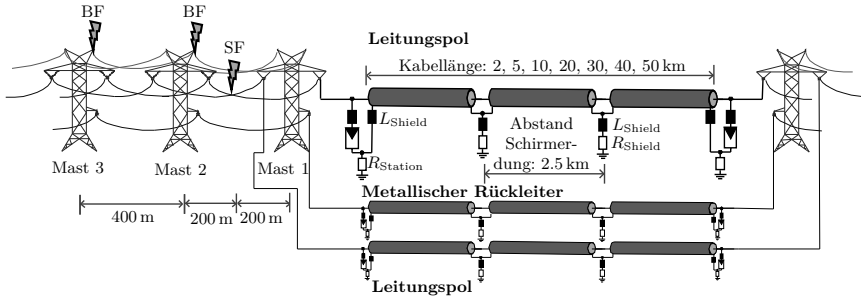 BF
BF
SF
Leitungspol
Kabellänge: 2, 5, 10, 20, 30, 40, 50 km
L_Shield
R_Station
Abstand
Schirmer-
dung: 2.5 km
L_Shield
R_Shield
Mast 3
Mast 2
Mast 1
Metallischer Rückleiter
400 m
200 m
200 m
Leitungspol